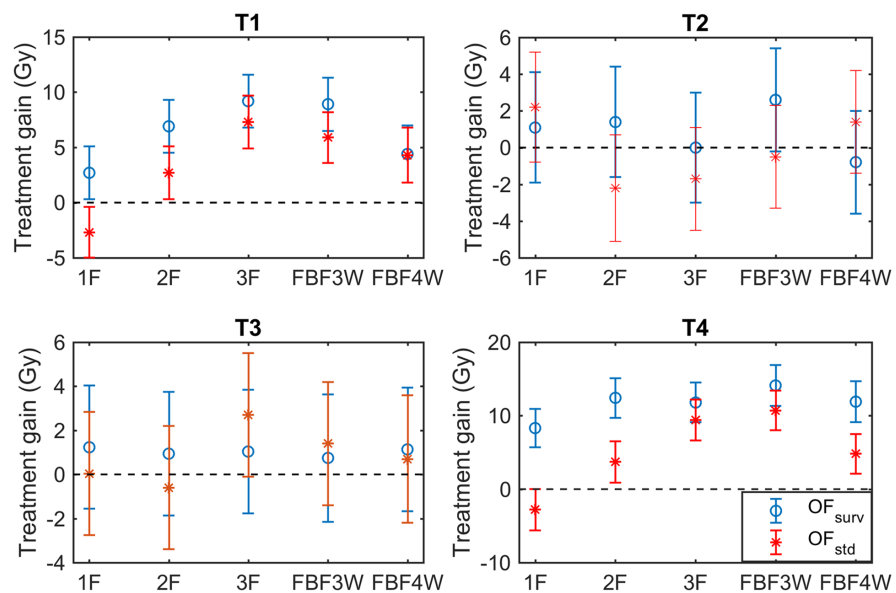 T1
Treatment gain (Gy)
15
10
5
0
-5
1F 2F 3F FBF3W FBF4W
T2
Treatment gain (Gy)
6
4
2
0
-2
-4
-6
1F 2F 3F FBF3W FBF4W
T3
Treatment gain (Gy)
6
4
2
0
-2
-4
1F 2F 3F FBF3W FBF4W
T4
Treatment gain (Gy)
20
10
0
-10
1F 2F 3F FBF3W FBF4W
OFsurv
OFstd